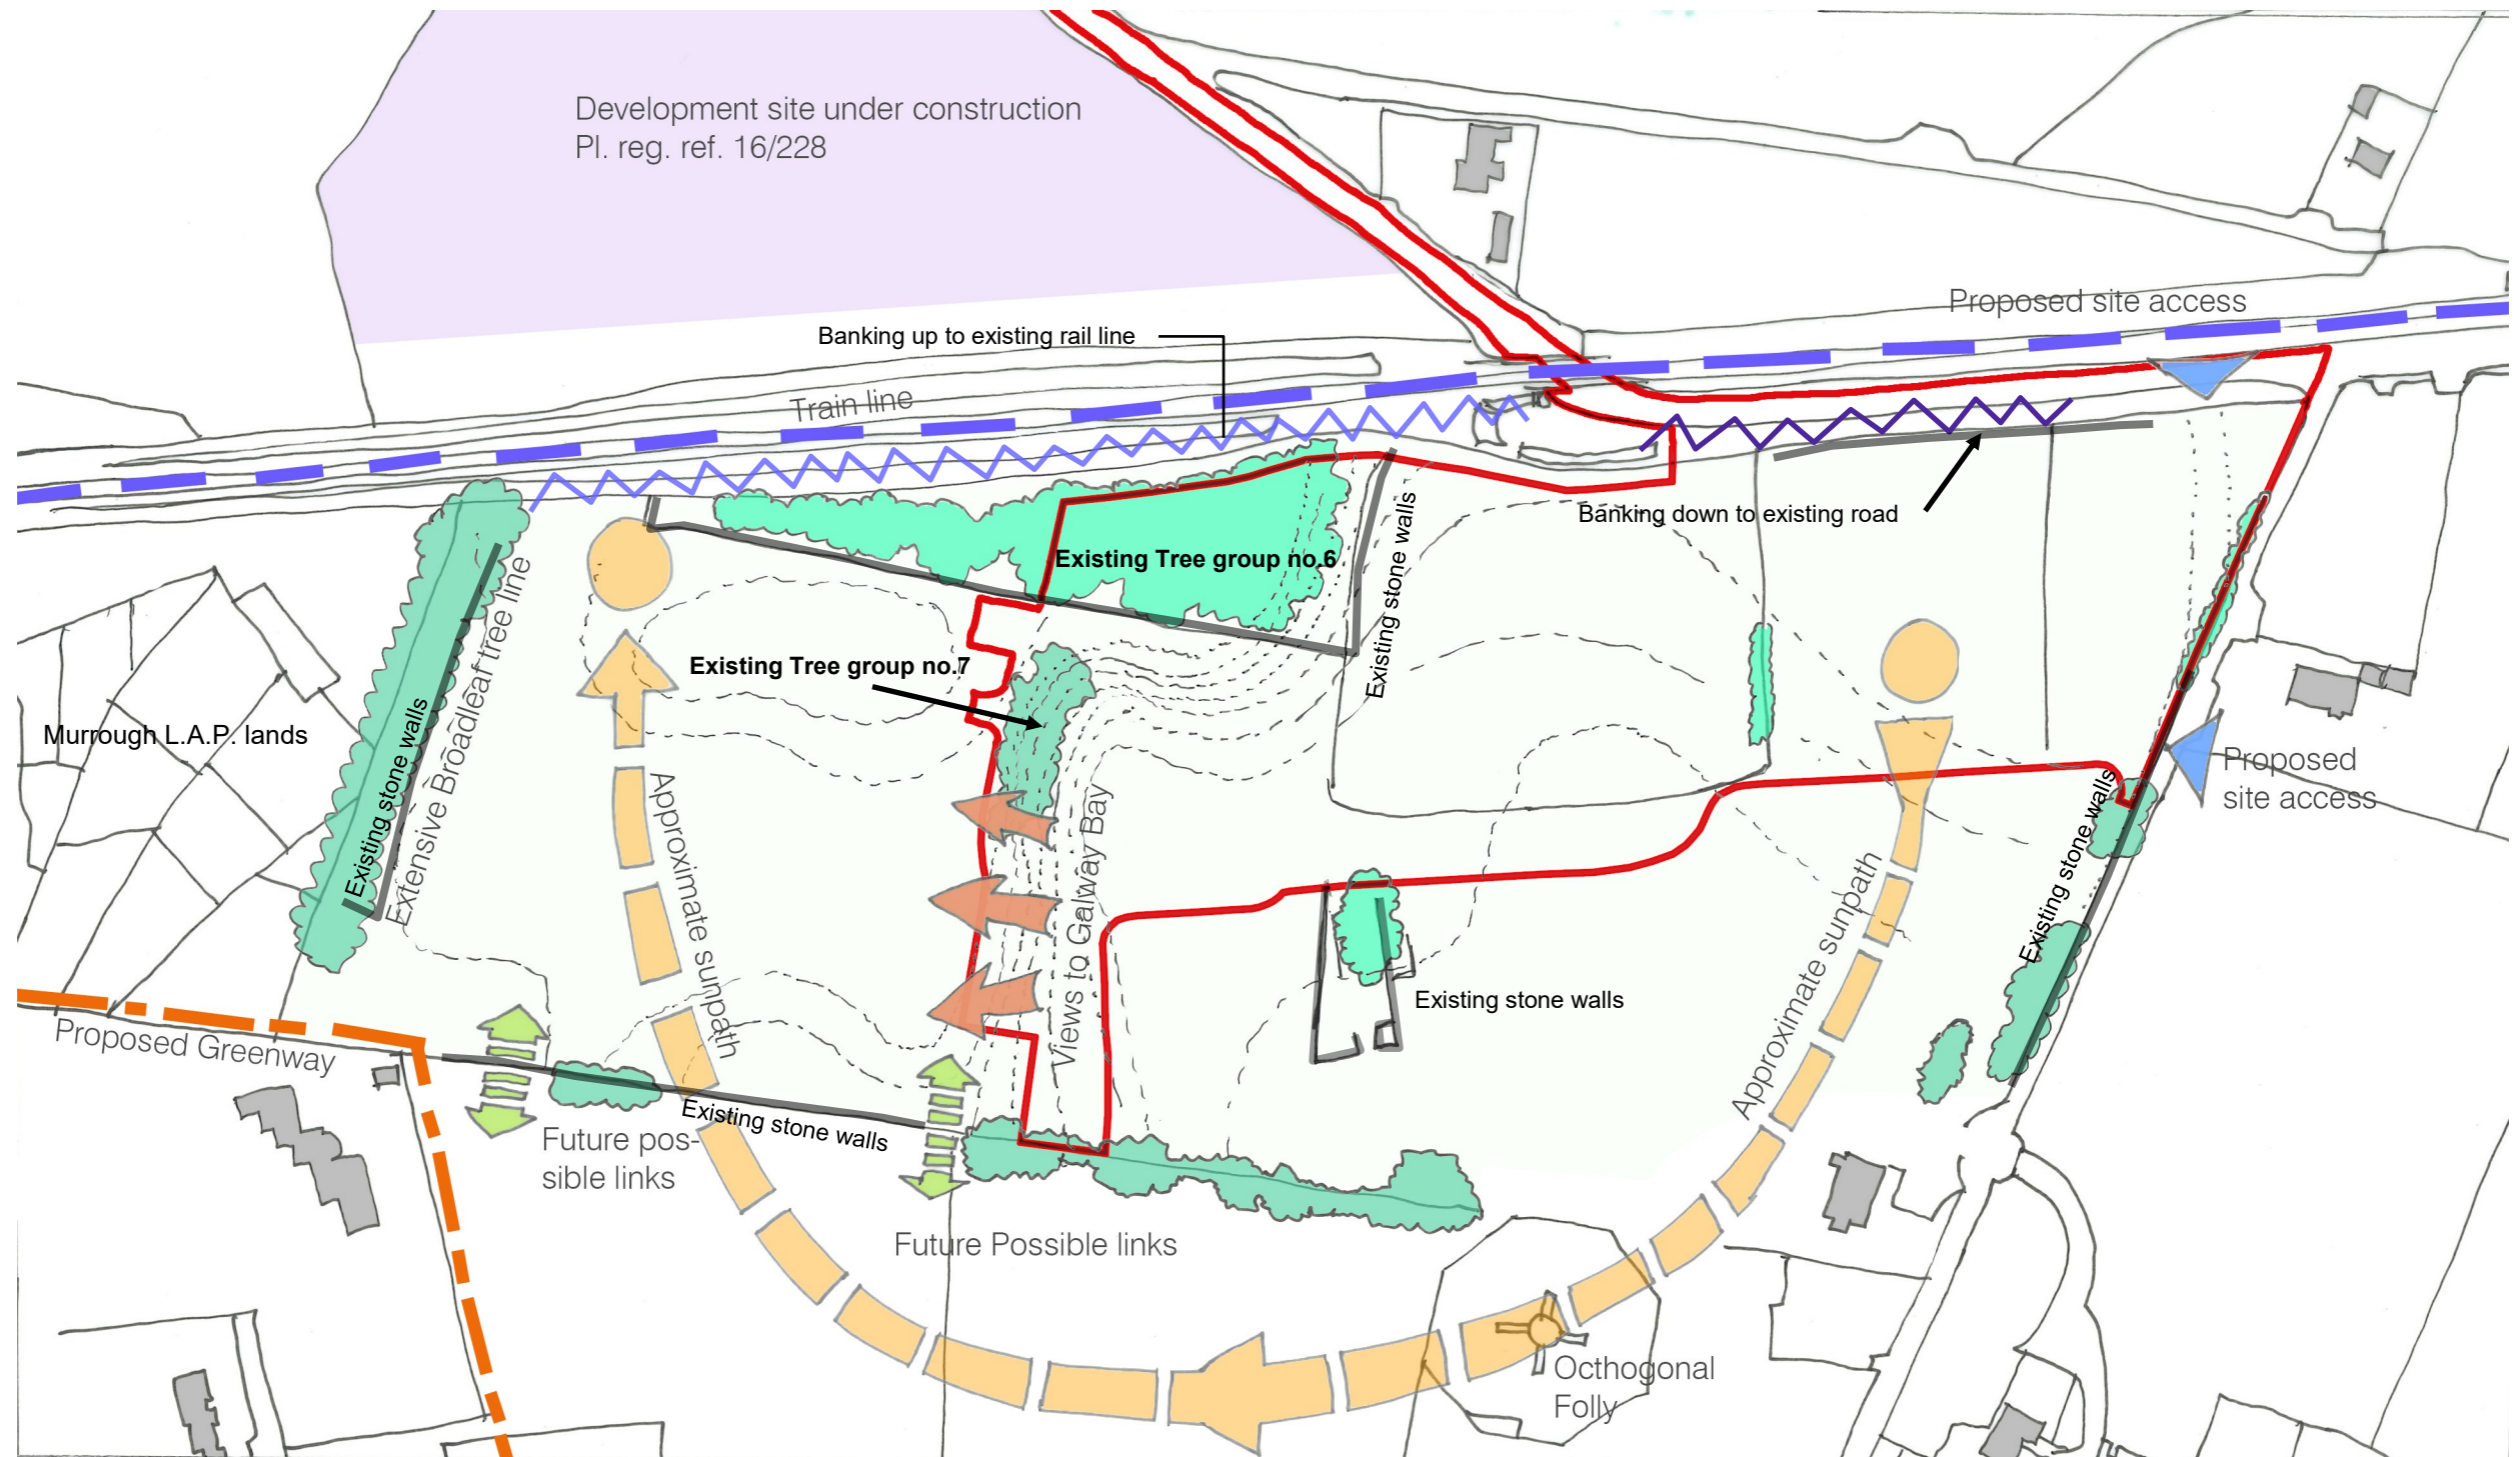 Development site under construction
Pl. reg. ref. 16/228
Proposed site access
Banking up to existing rail line
Train line
Existing stone walls
Banking down to existing road
Existing Tree group no.6
Extensive Broadleaf tree line
Existing Tree group no.7
Murrough L.A.P. lands
Existing stone walls
Proposed
site access
Approximate sunpath
Views to Galway Bay
Approximate sunpath
Existing stone walls
Existing stone walls
Proposed Greenway
Existing stone walls
Future pos-
sible links
Future Possible links
Octhogonal
Folly